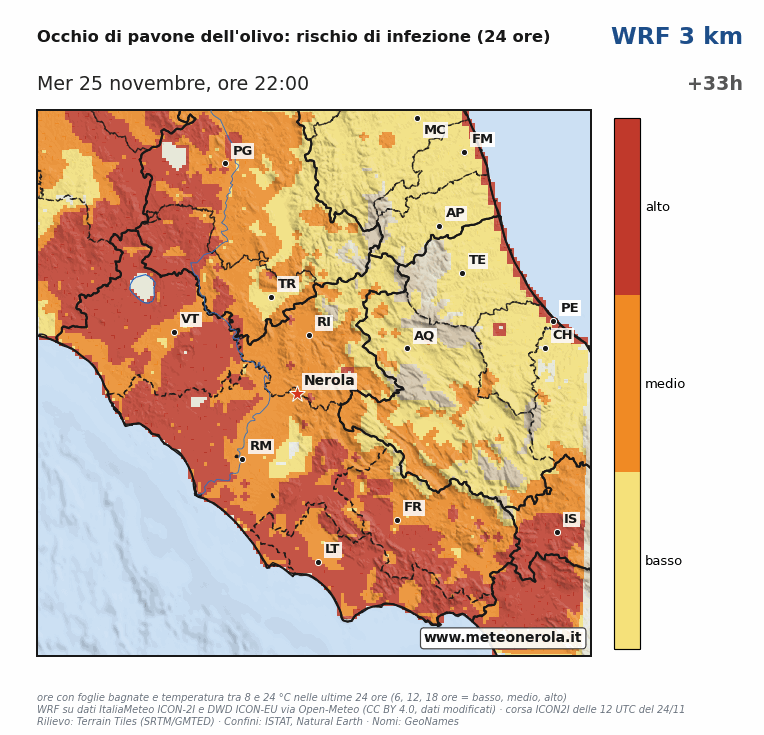 Occhio di pavone dell'olivo: rischio di infezione (24 ore)
WRF 3 km
Mer 25 novembre, ore 22:00
+33h
MC
FM
PG
AP
TE
TR
PE
VT
RI
AQ
CH
Nerola
RM
FR
IS
LT
www.meteonerola.it
alto
medio
basso
ore con foglie bagnate e temperatura tra 8 e 24 °C nelle ultime 24 ore (6, 12, 18 ore = basso, medio, alto)
WRF su dati ItaliaMeteo ICON-2I e DWD ICON-EU via Open-Meteo (CC BY 4.0, dati modificati) · corsa ICON2I delle 12 UTC del 24/11
Rilievo: Terrain Tiles (SRTM/GMTED) · Confini: ISTAT, Natural Earth · Nomi: GeoNames